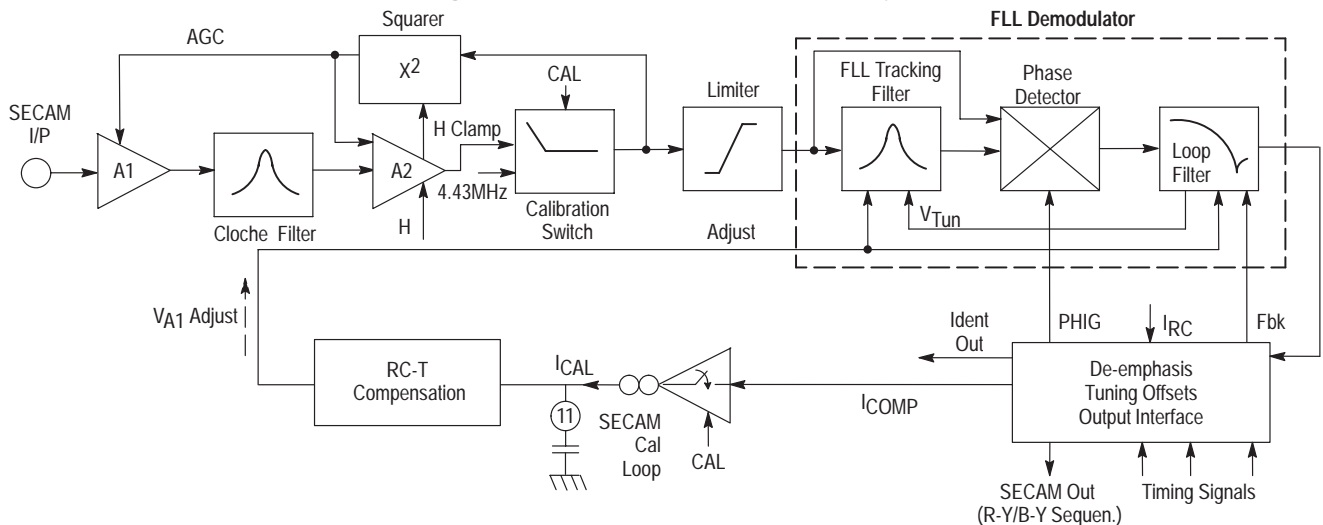 FLL Demodulator
Squarer
AGC
X2
CAL
SECAM
I/P
A1
Cloche Filter
A2
H Clamp
4.43MHz
H
Calibration
Switch
Limiter
FLL Tracking
Filter
Phase
Detector
Loop
Filter
VTun
Adjust
VA1 Adjust
RC-T
Compensation
ICAL
11
SECAM
Cal
Loop
CAL
ICOMP
Ident
Out
PHIG
IRC
Fbk
De-emphasis
Tuning Offsets
Output Interface
SECAM Out
(R-Y/B-Y Sequen.)
Timing Signals